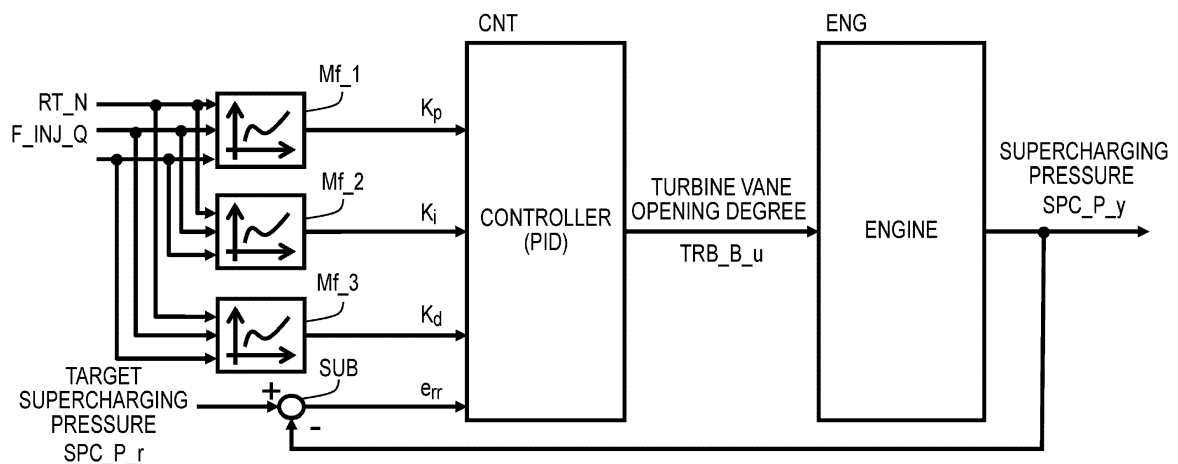 CNT
ENG
RT_N
F_INJ_Q
Mf_1
Mf_2
Mf_3
Kp
Ki
Kd
err
CONTROLLER
(PID)
TURBINE VANE
OPENING DEGREE
TRB_B_u
ENGINE
SUPERCHARGING
PRESSURE
SPC_P_y
TARGET
SUPERCHARGING
PRESSURE
SPC_P_r
+
SUB
-